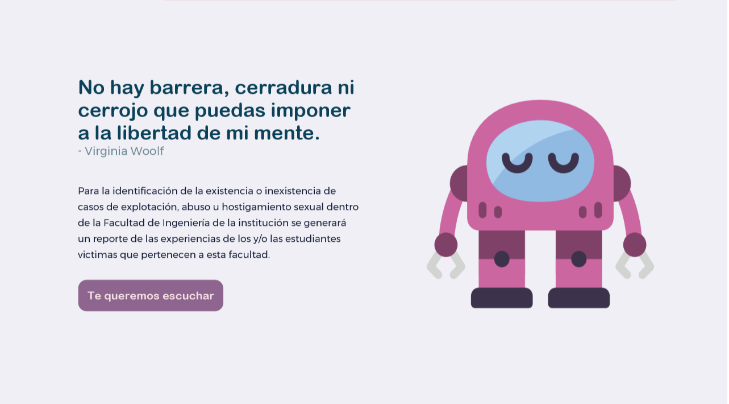 No hay barrera, cerradura ni
cerrojo que puedas imponer
a la libertad de mi mente.
- Virginia Woolf
Para la identificación de la existencia o inexistencia de
casos de explotación, abuso u hostigamiento sexual dentro
de la Facultad de Ingeniería de la institución se generará
un reporte de las experiencias de los y/o las estudiantes
victimas que pertenecen a esta facultad.
Te queremos escuchar